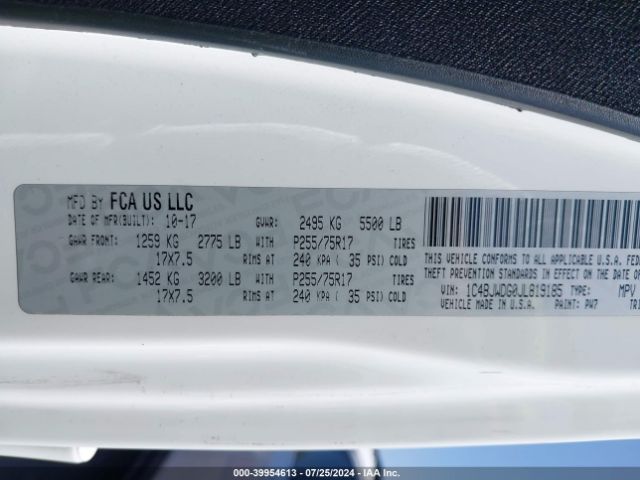 MFD BY FCA US LLC
DATE OF MFR(BUILT): 10-17 GVWR: 2495 KG 5500 LB
GAWR FRONT: 1259 KG 2775 LB WITH P255/75R17 TIRES
17X7.5 RIMS AT 240 KPA ( 35 PSI) COLD
GAWR REAR: 1452 KG 3200 LB WITH P255/75R17 TIRES
17X7.5 RIMS AT 240 KPA ( 35 PSI) COLD
THIS VEHICLE CONFORMS TO ALL APPLICABLE U.S.A. FEDE
THEFT PREVENTION STANDARDS IN EFFECT ON THE DATE OF
VIN: 1C4BJWDG0JL819185 TYPE: MPV
VEHICLE MADE IN U.S.A. PAINT: PW7 TRI
000-39954613 - 07/25/2024 - IAAI.com